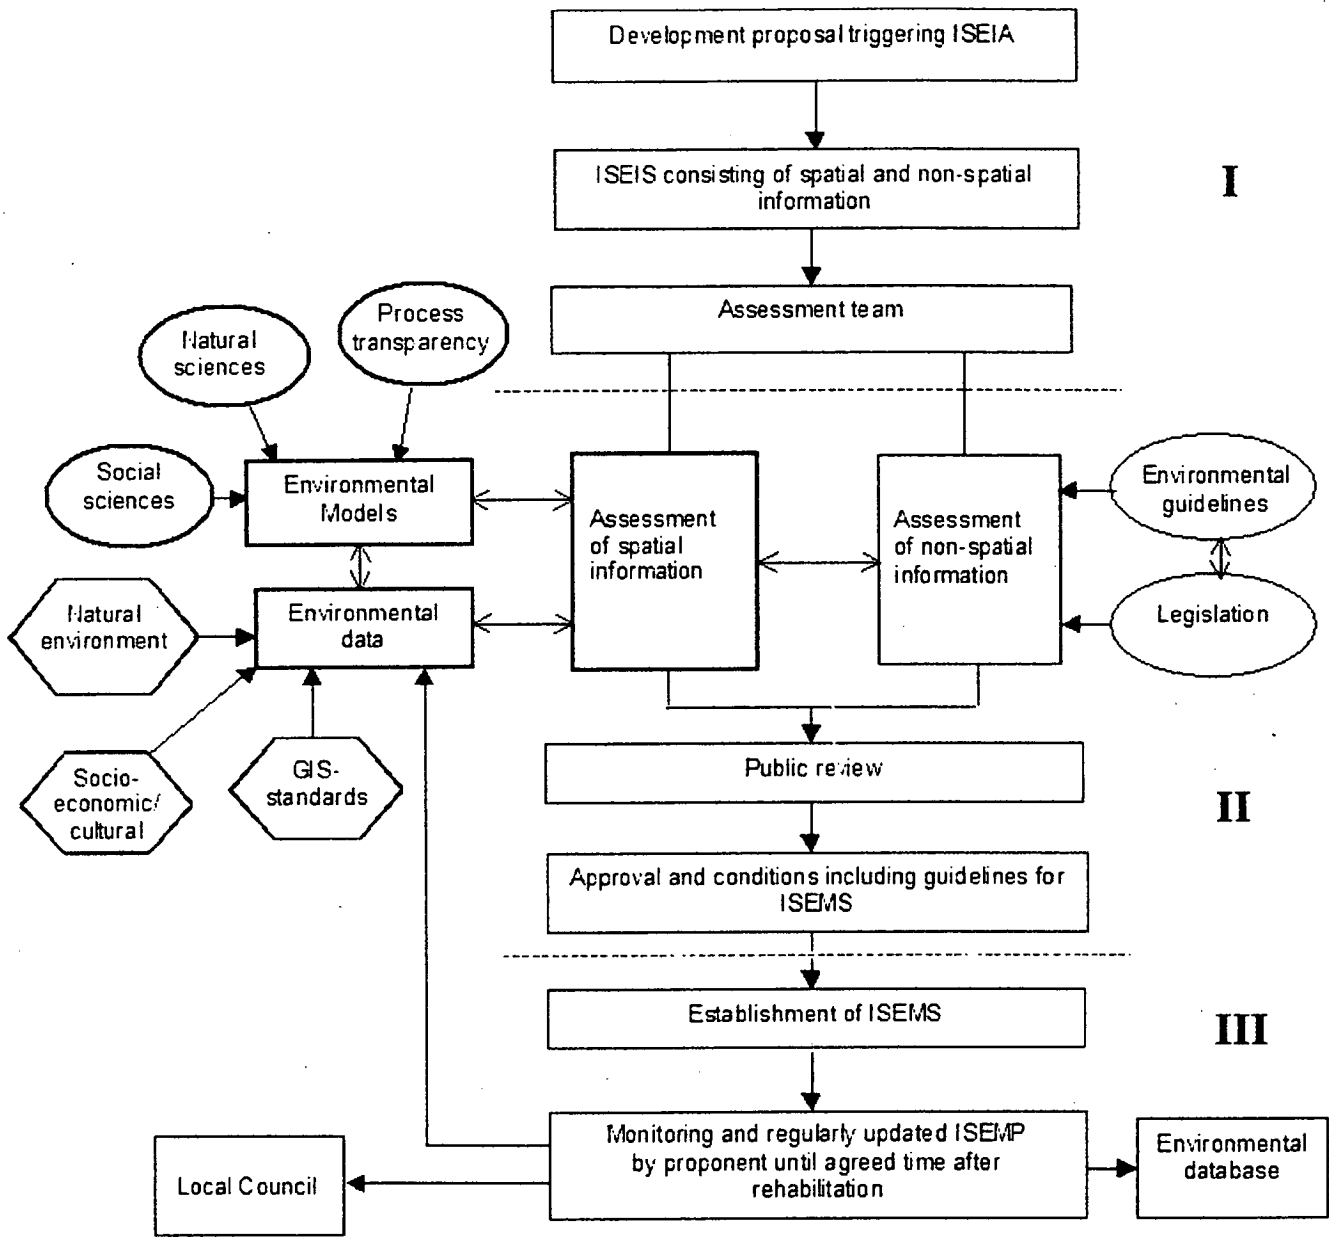 Development proposal triggering ISEIA
ISEIS consisting of spatial and non-spatial
information
I
Assessment team
Process
transparency
Natural
sciences
Social
sciences
Environmental
Models
Assessment
of spatial
information
Assessment
of non-spatial
information
Environmental
guidelines
Natural
environment
Environmental
data
Legislation
Socio-
economic/
cultural
GIS-
standards
Public review
II
Approval and conditions including guidelines for
ISEMS
Establishment of ISEMS
III
Monitoring and regularly updated ISEMP
by proponent until agreed time after
rehabilitation
Local Council
Environmental
database